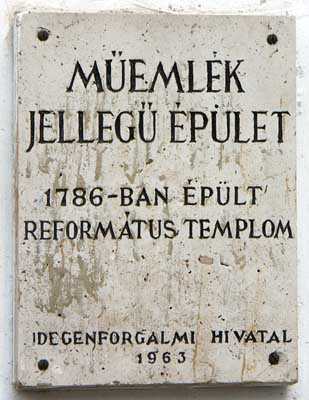 MŰEMLÉK
JELLEGŰ ÉPÜLET
1786-BAN ÉPÜLT
REFORMÁTUS TEMPLOM
IDEGENFORGALMI HIVATAL
1963